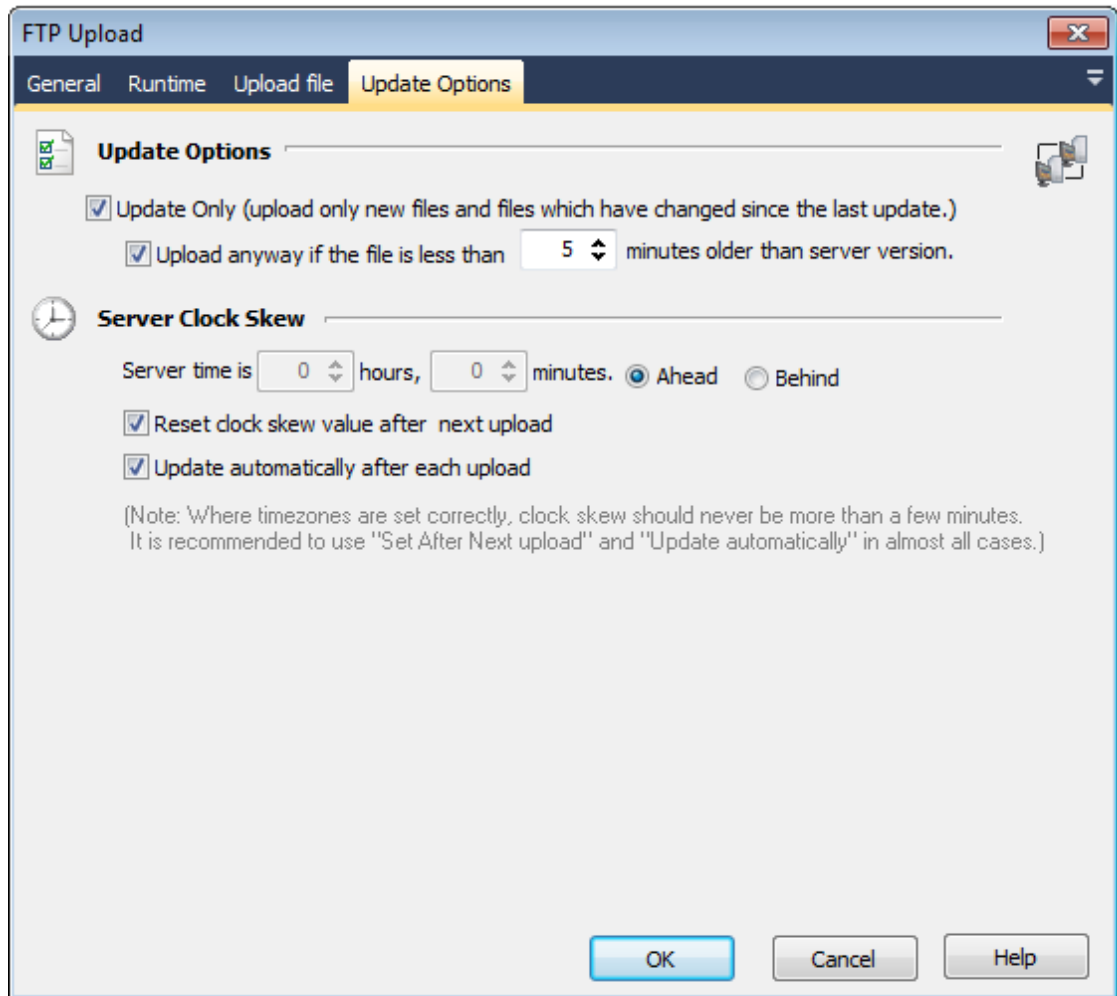 FTP Upload
General Runtime Upload file Update Options
Update Options
Update Only (upload only new files and files which have changed since the last update.)
Upload anyway if the file is less than 5 minutes older than server version.
Server Clock Skew
Server time is 0 hours, 0 minutes. Ahead Behind
Reset clock skew value after next upload
Update automatically after each upload
(Note: Where timezones are set correctly, clock skew should never be more than a few minutes.
It is recommended to use "Set After Next upload" and "Update automatically" in almost all cases.)
OK Cancel Help